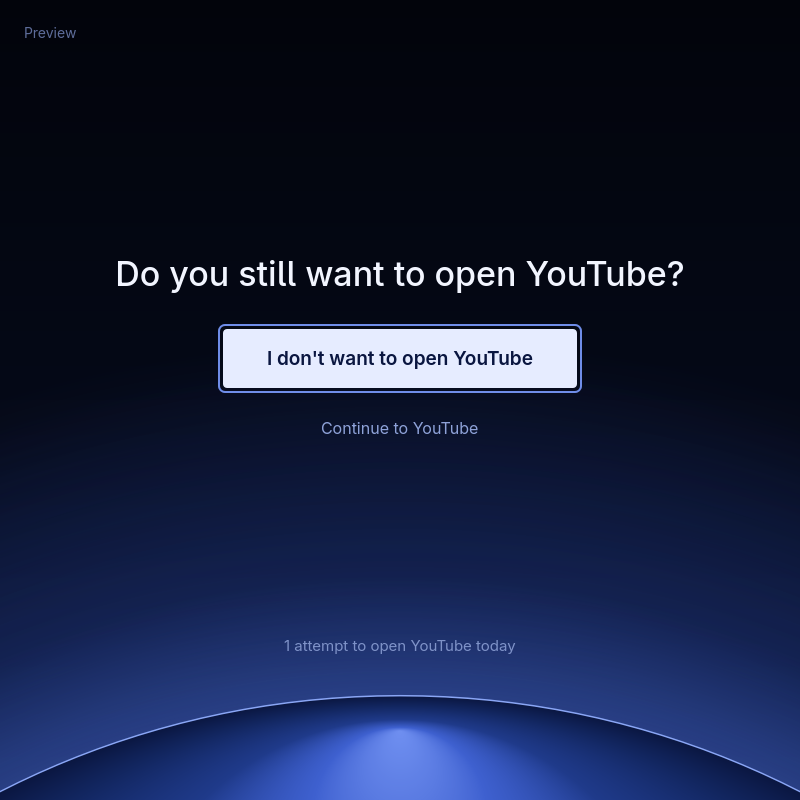 Preview
Do you still want to open YouTube?
I don't want to open YouTube
Continue to YouTube
1 attempt to open YouTube today